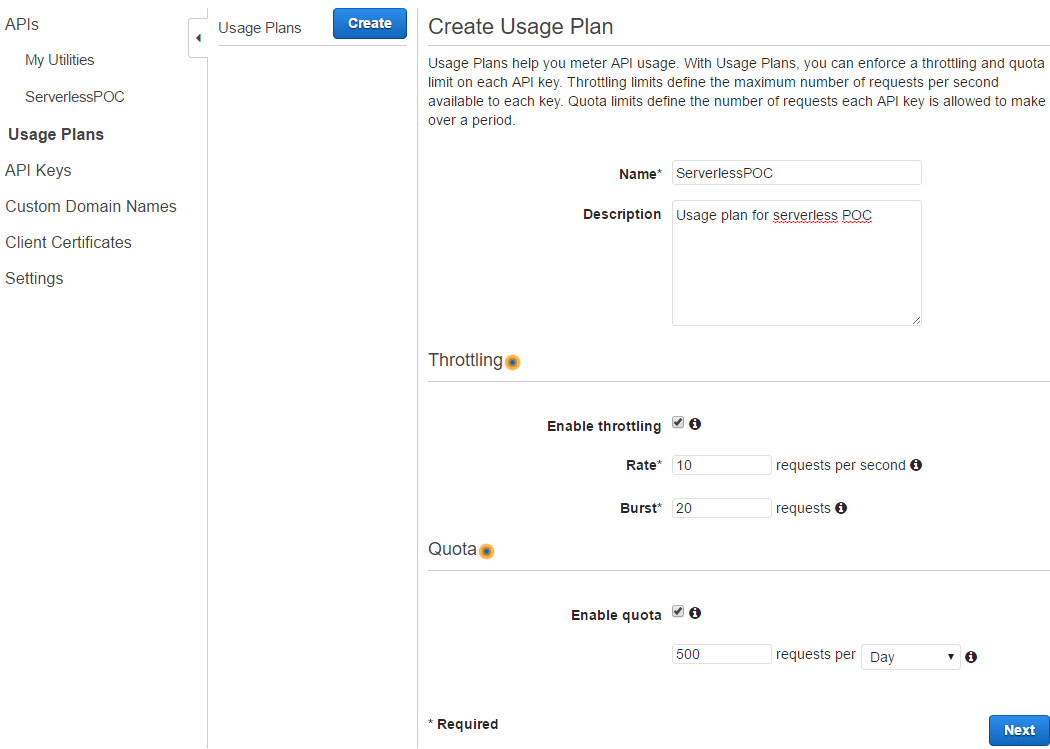 APIs
My Utilities
ServerlessPOC
Usage Plans
API Keys
Custom Domain Names
Client Certificates
Settings
Usage Plans
Create
Create Usage Plan
Usage Plans help you meter API usage. With Usage Plans, you can enforce a throttling and quota
limit on each API key. Throttling limits define the maximum number of requests per second
available to each key. Quota limits define the number of requests each API key is allowed to make
over a period.
Name* ServerlessPOC
Description Usage plan for serverless POC
Throttling
Enable throttling
Rate* 10 requests per second
Burst* 20 requests
Quota
Enable quota
500 requests per Day
* Required
Next